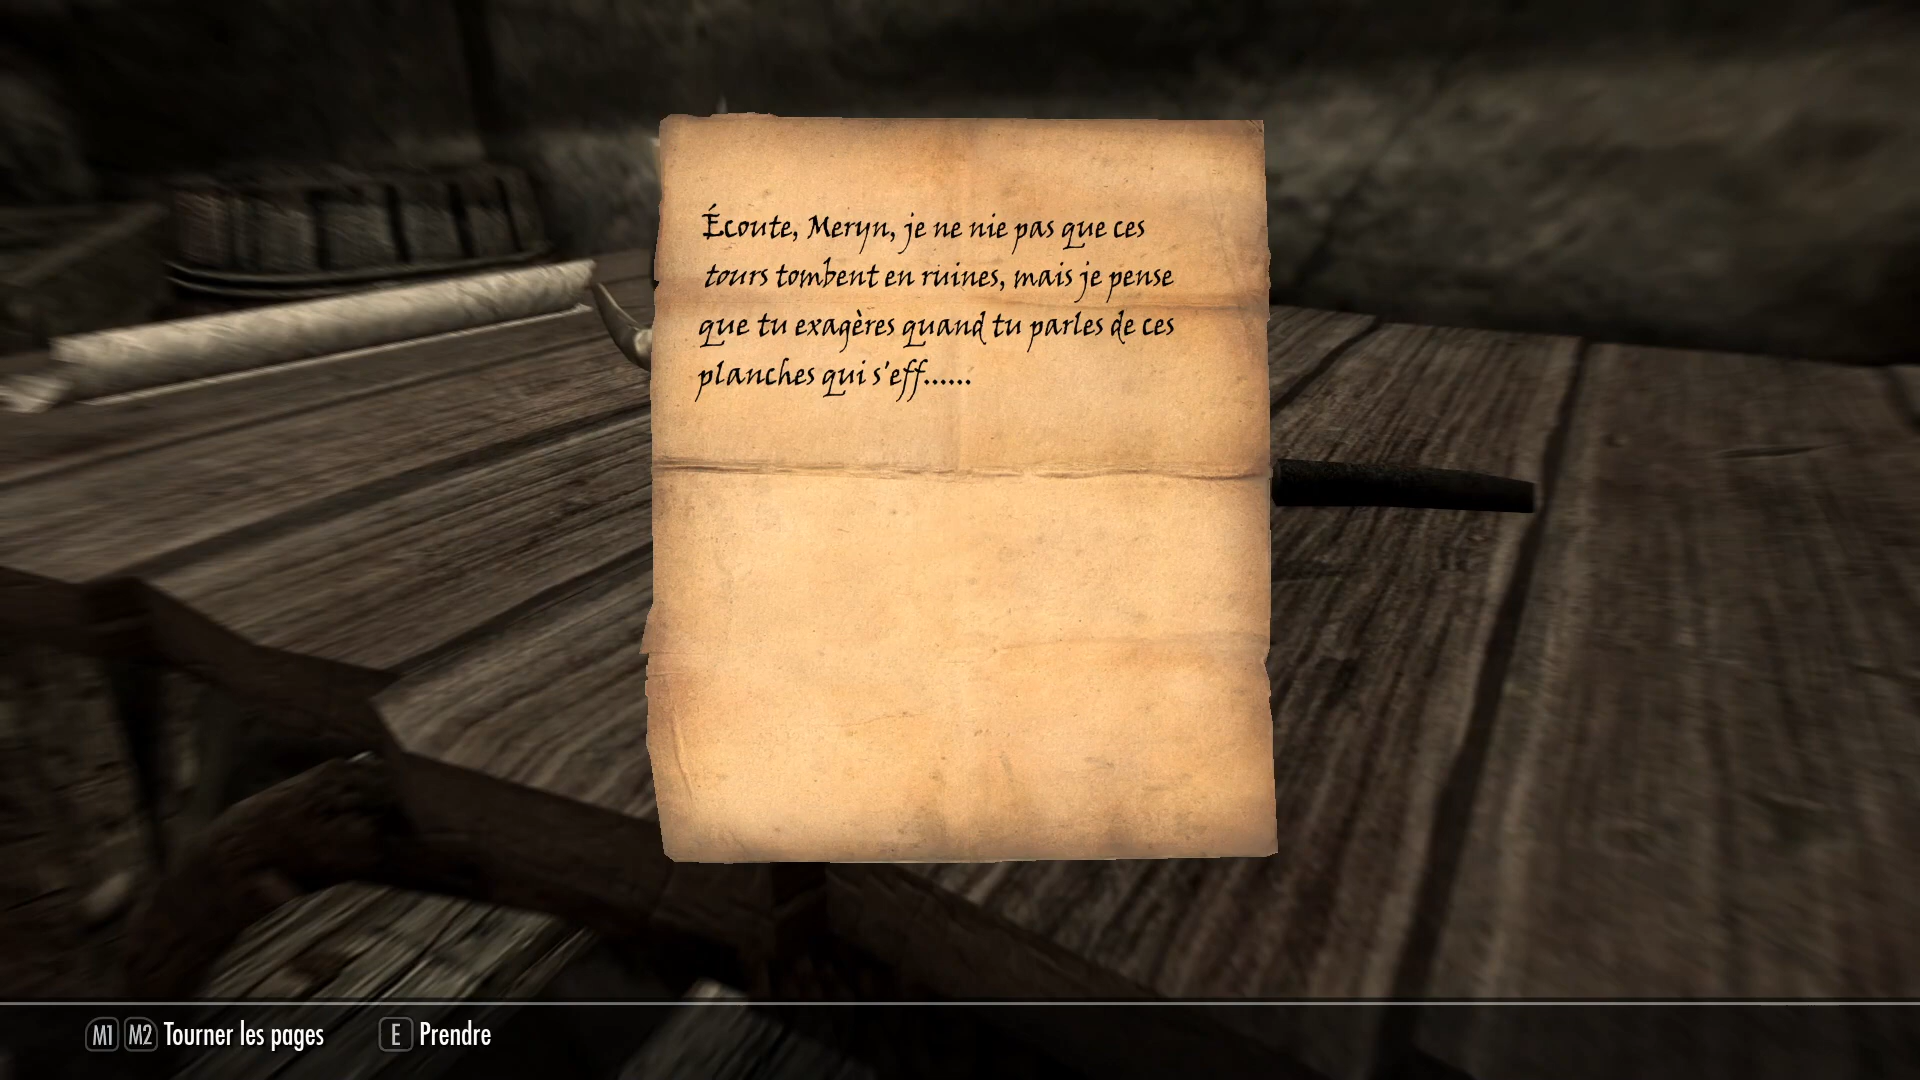 Écoute, Meryn, je ne nie pas que ces
tours tombent en ruines, mais je pense
que tu exagères quand tu parles de ces
planches qui s'eff......
M1 M2 Tourner les pages E Prendre